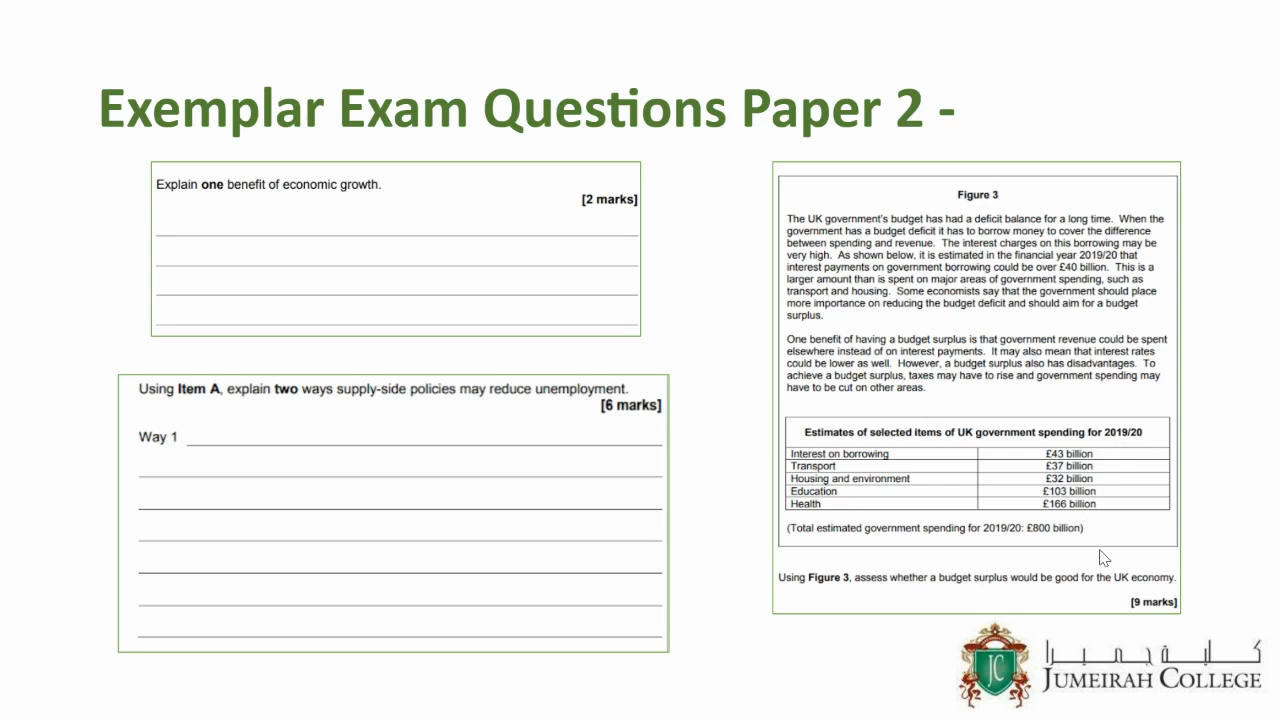 Exemplar Exam Questions Paper 2 -
Explain one benefit of economic growth.
[2 marks]
Using Item A, explain two ways supply-side policies may reduce unemployment.
[6 marks]
Way 1
Figure 3
The UK government's budget has had a deficit balance for a long time. When the
government has a budget deficit it has to borrow money to cover the difference
between spending and revenue. The interest charges on this borrowing may be
very high. As shown below, it is estimated in the financial year 2019/20 that
interest payments on government borrowing could be over £40 billion. This is a
larger amount than is spent on major areas of government spending, such as
transport and housing. Some economists say that the government should place
more importance on reducing the budget deficit and should aim for a budget
surplus.
One benefit of having a budget surplus is that government revenue could be spent
elsewhere instead of on interest payments. It may also mean that interest rates
could be lower as well. However, a budget surplus also has disadvantages. To
achieve a budget surplus, taxes may have to rise and government spending may
have to be cut on other areas.
Estimates of selected items of UK government spending for 2019/20
Interest on borrowing £43 billion
Transport £37 billion
Housing and environment £32 billion
Education £103 billion
Health £166 billion
(Total estimated government spending for 2019/20: £800 billion)
Using Figure 3, assess whether a budget surplus would be good for the UK economy.
[9 marks]
JC
كلية جميرا
JUMEIRAH COLLEGE